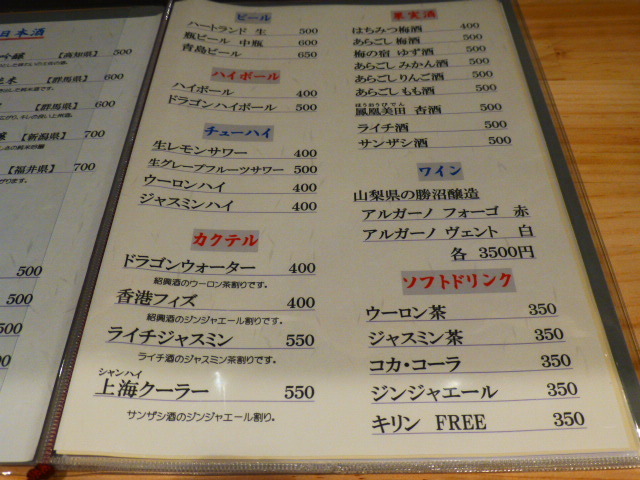 日本酒
【高知県】 500
【群馬県】 600
【群馬県】 600
【新潟県】 700
【福井県】 700
500
500
500
ビール
ハートランド 生 500
瓶ビール 中瓶 600
青島ビール 650
ハイボール
ハイボール 400
ドラゴンハイボール 500
チューハイ
生レモンサワー 400
生グレープフルーツサワー 500
ウーロンハイ 400
ジャスミンハイ 400
カクテル
ドラゴンウォーター 400
紹興酒のウーロン茶割りです。
香港フィズ 400
紹興酒のジンジャエール割りです。
ライチジャスミン 550
ライチ酒のジャスミン茶割りです。
シャンハイ
上海クーラー 550
サンザシ酒のジンジャエール割り。
果実酒
はちみつ梅酒 400
あらごし 梅酒 500
梅の宿 ゆず酒 500
あらごし みかん酒 500
あらごし りんご酒 500
あらごし もも酒 500
ほうおうびでん
鳳凰美田 杏酒 500
ライチ酒 500
サンザシ酒 500
ワイン
山梨県の勝沼醸造
アルガーノ フォーゴ 赤
アルガーノ ヴェント 白
各 3500円
ソフトドリンク
ウーロン茶 350
ジャスミン茶 350
コカ・コーラ 350
ジンジャエール 350
キリン FREE 350